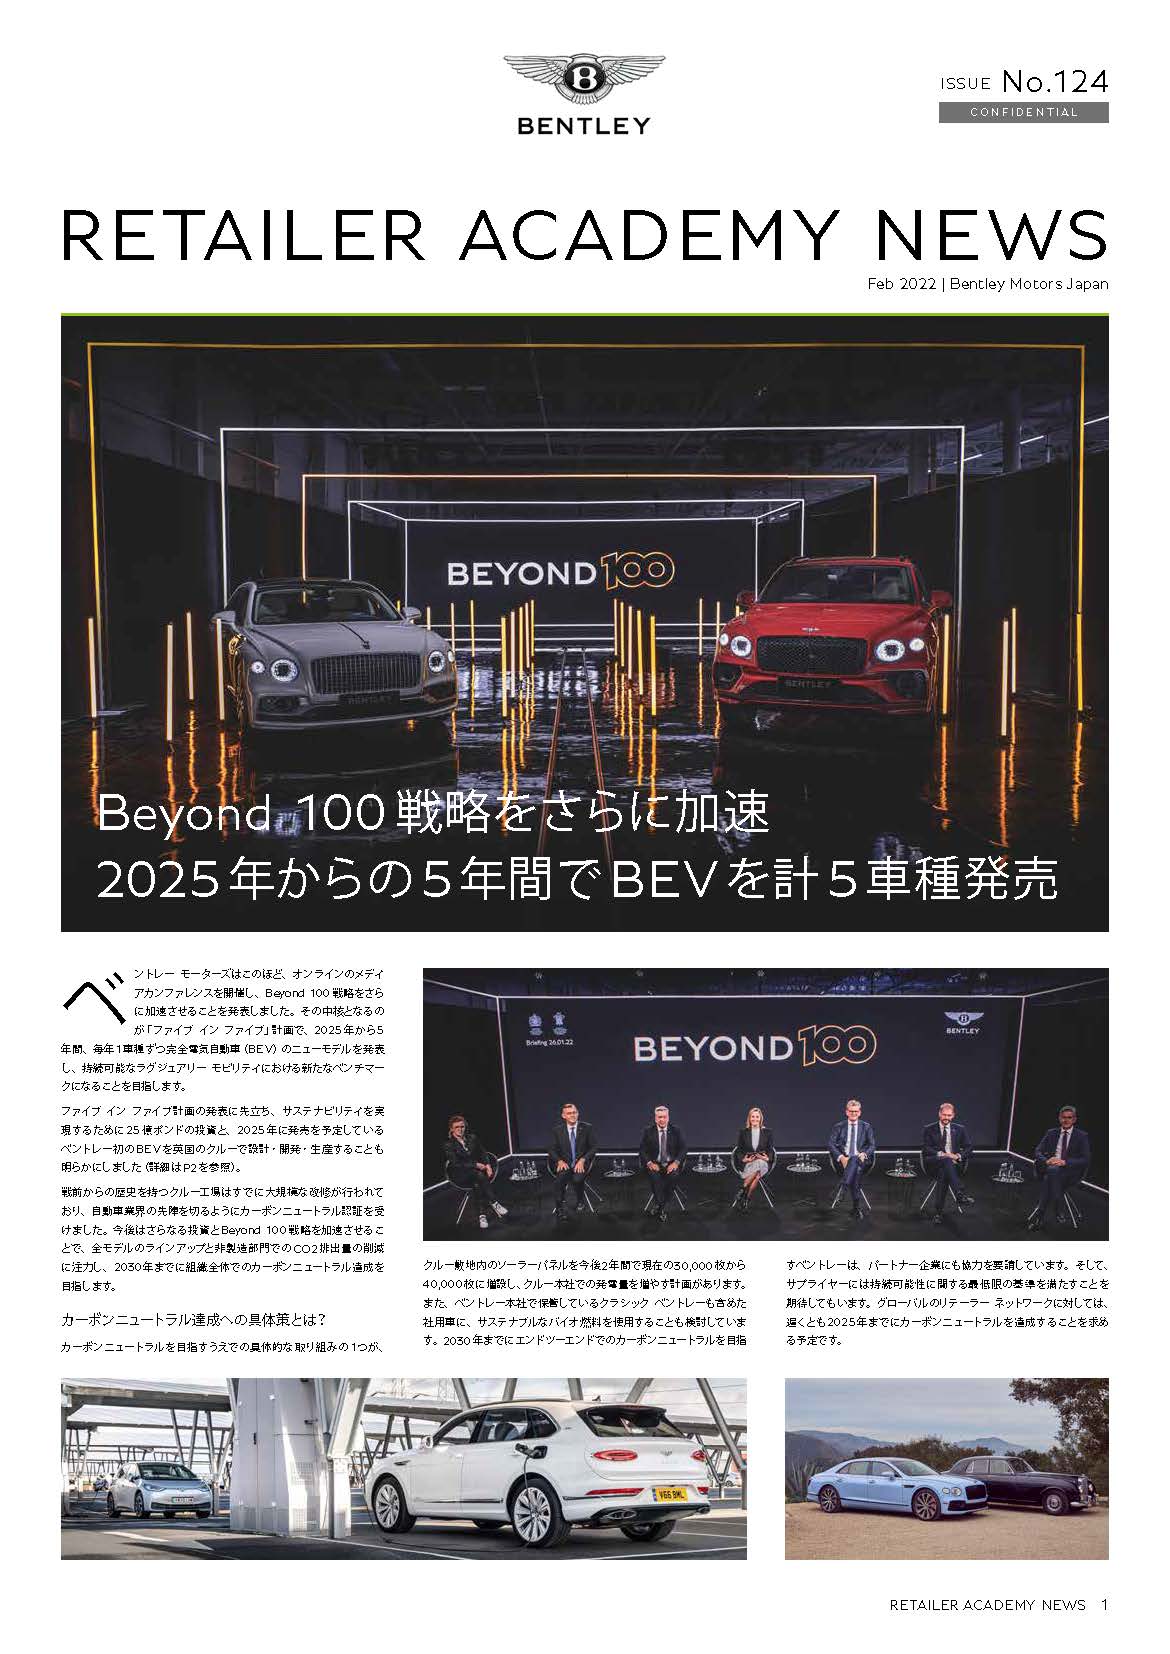 BENTLEY
ISSUE No.124
CONFIDENTIAL
RETAILER ACADEMY NEWS
Feb 2022 | Bentley Motors Japan
BEYOND 100
BENTLEY
BENTLEY
Beyond 100戦略をさらに加速
2025年からの5年間でBEVを計5車種発売
ベントレー モーターズはこのほど、オンラインのメディ
アカンファレンスを開催し、Beyond 100戦略をさら
に加速させることを発表しました。その中核となるの
が「ファイブ イン ファイブ」計画で、2025年から5
年間、毎年1車種ずつ完全電気自動車（BEV）のニューモデルを発表
し、持続可能なラグジュアリー モビリティにおける新たなベンチマー
クになることを目指します。
ファイブ イン ファイブ計画の発表に先立ち、サステナビリティを実
現するために25億ポンドの投資と、2025年に発売を予定している
ベントレー初のBEVを英国のクルーで設計・開発・生産することも
明らかにしました（詳細はP2を参照）。
戦前からの歴史を持つクルー工場はすでに大規模な改修が行われて
おり、自動車業界の先陣を切るようにカーボンニュートラル認証を受
けました。今後はさらなる投資とBeyond 100戦略を加速させるこ
とで、全モデルのラインアップと非製造部門でのCO2排出量の削減
に注力し、2030年までに組織全体でのカーボンニュートラル達成を
目指します。
カーボンニュートラル達成への具体策とは？
カーボンニュートラルを目指すうえでの具体的な取り組みの1つが、
Briefing 26.01.22
BEYOND 100
BENTLEY
クルー敷地内のソーラーパネルを今後2年間で現在の30,000枚から
40,000枚に増設し、クルー本社での発電量を増やす計画があります。
また、ベントレー本社で保管しているクラシック ベントレーも含めた
社用車に、サステナブルなバイオ燃料を使用することも検討していま
す。2030年までにエンドツーエンドでのカーボンニュートラルを目指
すベントレーは、パートナー企業にも協力を要請しています。そして、
サプライヤーには持続可能性に関する最低限の基準を満たすことを
期待してもいます。グローバルのリテーラー ネットワークに対しては、
遅くとも2025年までにカーボンニュートラルを達成することを求め
る予定です。
V66 BML
RETAILER ACADEMY NEWS 1